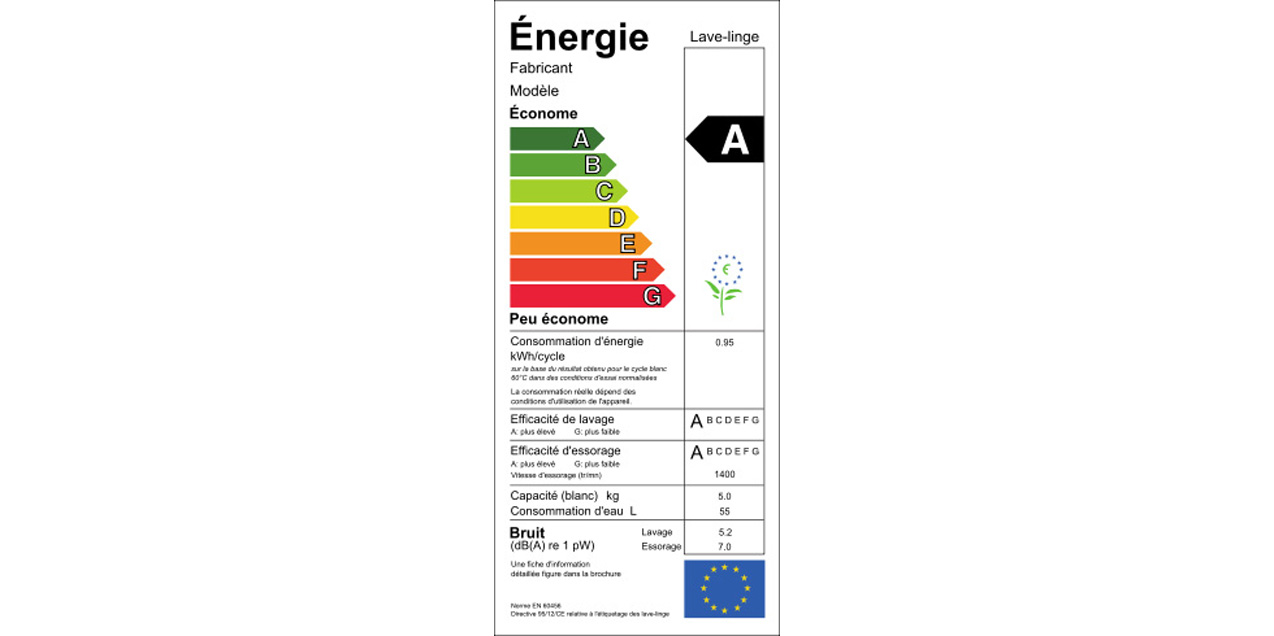 Énergie
Lave-linge
Fabricant
Modèle
Économe
A
A
B
C
D
E
F
G
€
Peu économe
Consommation d'énergie
0.95
kWh/cycle
sur la base du résultat obtenu pour le cycle blanc
60°C dans des conditions d'essai normalisées
La consommation réelle dépend des
conditions d'utilisation de l'appareil.
Efficacité de lavage
A B C D E F G
A: plus élevé G: plus faible
Efficacité d'essorage
A B C D E F G
A: plus élevé G: plus faible
Vitesse d'essorage (tr/mn)
1400
Capacité (blanc) kg
5.0
Consommation d'eau L
55
Bruit
Lavage
5.2
(dB(A) re 1 pW)
Essorage
7.0
Une fiche d'information
détaillée figure dans la brochure
Norme EN 60456
Directive 95/12/CE relative à l'étiquetage des lave-linge